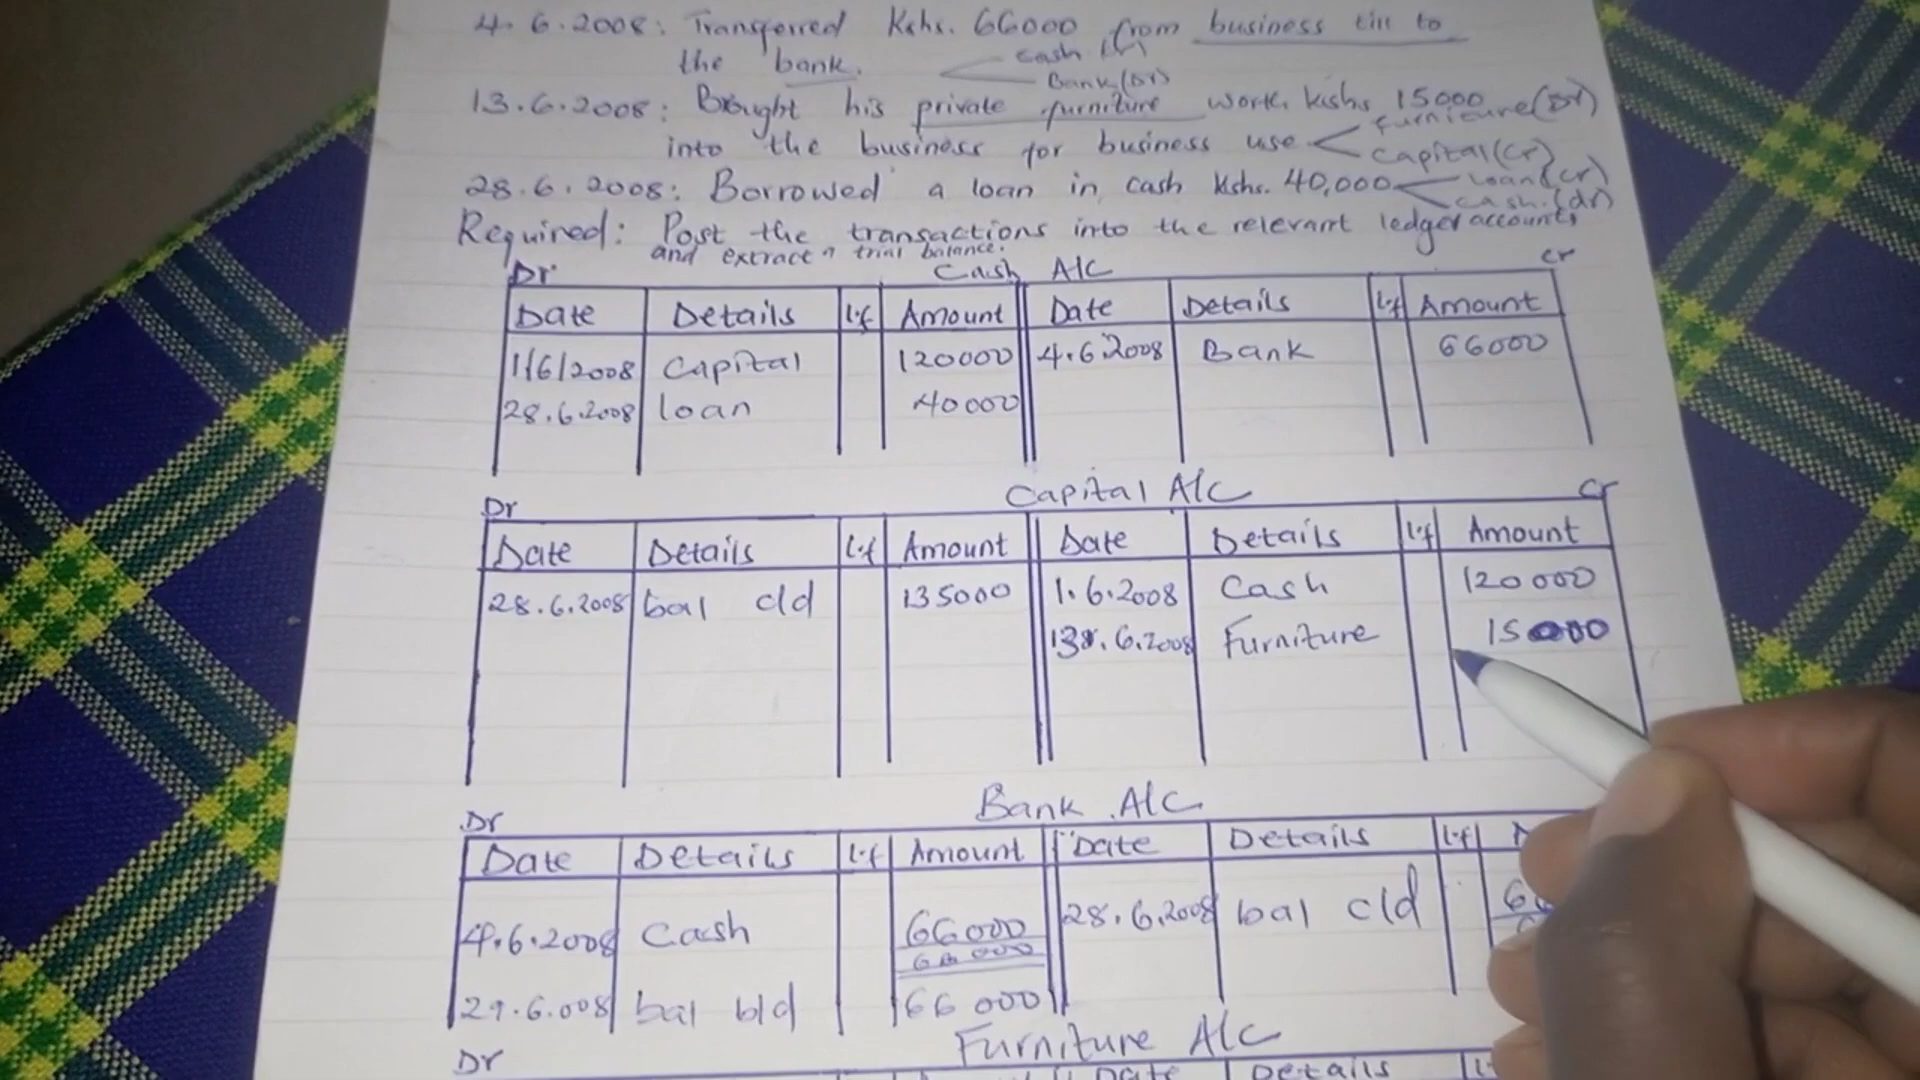 4.6.2008: Transferred Kshs. 66000 from business till to
the bank.
Cash
Bank (Dr)
13.6.2008: Bought his private furniture worth kshs 15000
furniture (Dr)
into the business for business use
Capital (Cr)
28.6.2008: Borrowed a loan in cash Kshs. 40,000
Loan (cr)
cash (dr)
Required: Post the transactions into the relevant ledger accounts
and extract a trial balance.
Dr Cash A/C cr
Date Details l.f Amount Date Details l.f Amount
1/6/2008 Capital 120000 4.6.2008 Bank 66000
28.6.2008 loan 40000
Dr Capital A/C Cr
Date Details l.f Amount Date Details l.f Amount
28.6.2008 bal c/d 135000 1.6.2008 Cash 120000
13.6.2008 Furniture 15000
Dr Bank A/C
Date Details l.f Amount Date Details l.f
4.6.2008 Cash 66000 28.6.2008 bal c/d
66000
29.6.008 bal b/d 66000
Dr Furniture A/C
Date Details